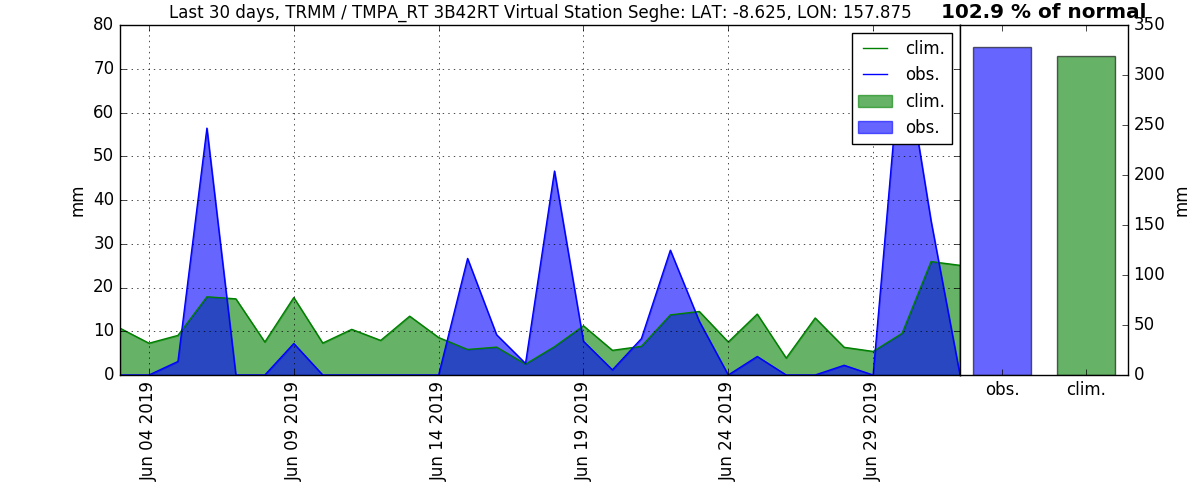 Last 30 days, TRMM / TMPA_RT 3B42RT Virtual Station Seghe: LAT: -8.625, LON: 157.875
102.9 % of normal
80
70
60
50
40
30
20
10
0
mm
clim.
obs.
clim.
obs.
Jun 04 2019
Jun 09 2019
Jun 14 2019
Jun 19 2019
Jun 24 2019
Jun 29 2019
350
300
250
200
150
100
50
0
mm
obs.
clim.